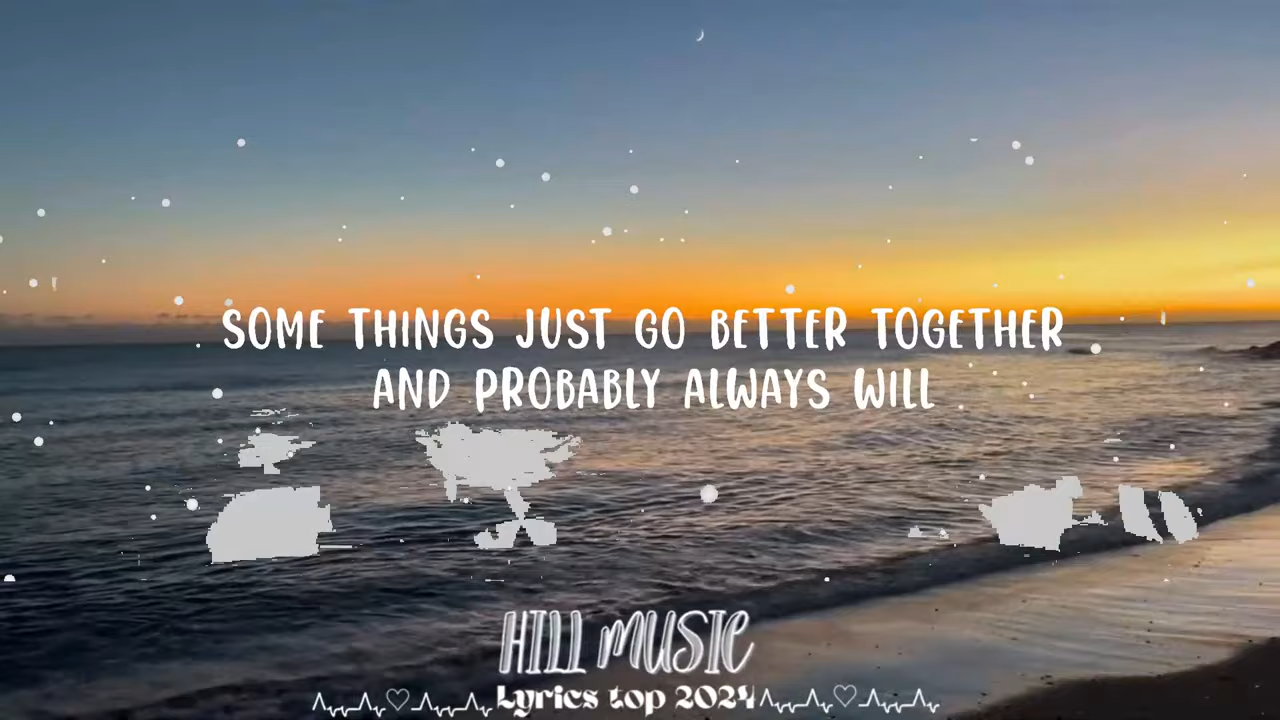 SOME THINGS JUST GO BETTER TOGETHER
AND PROBABLY ALWAYS WILL
HILL MUSIC
Lyrics top 2024